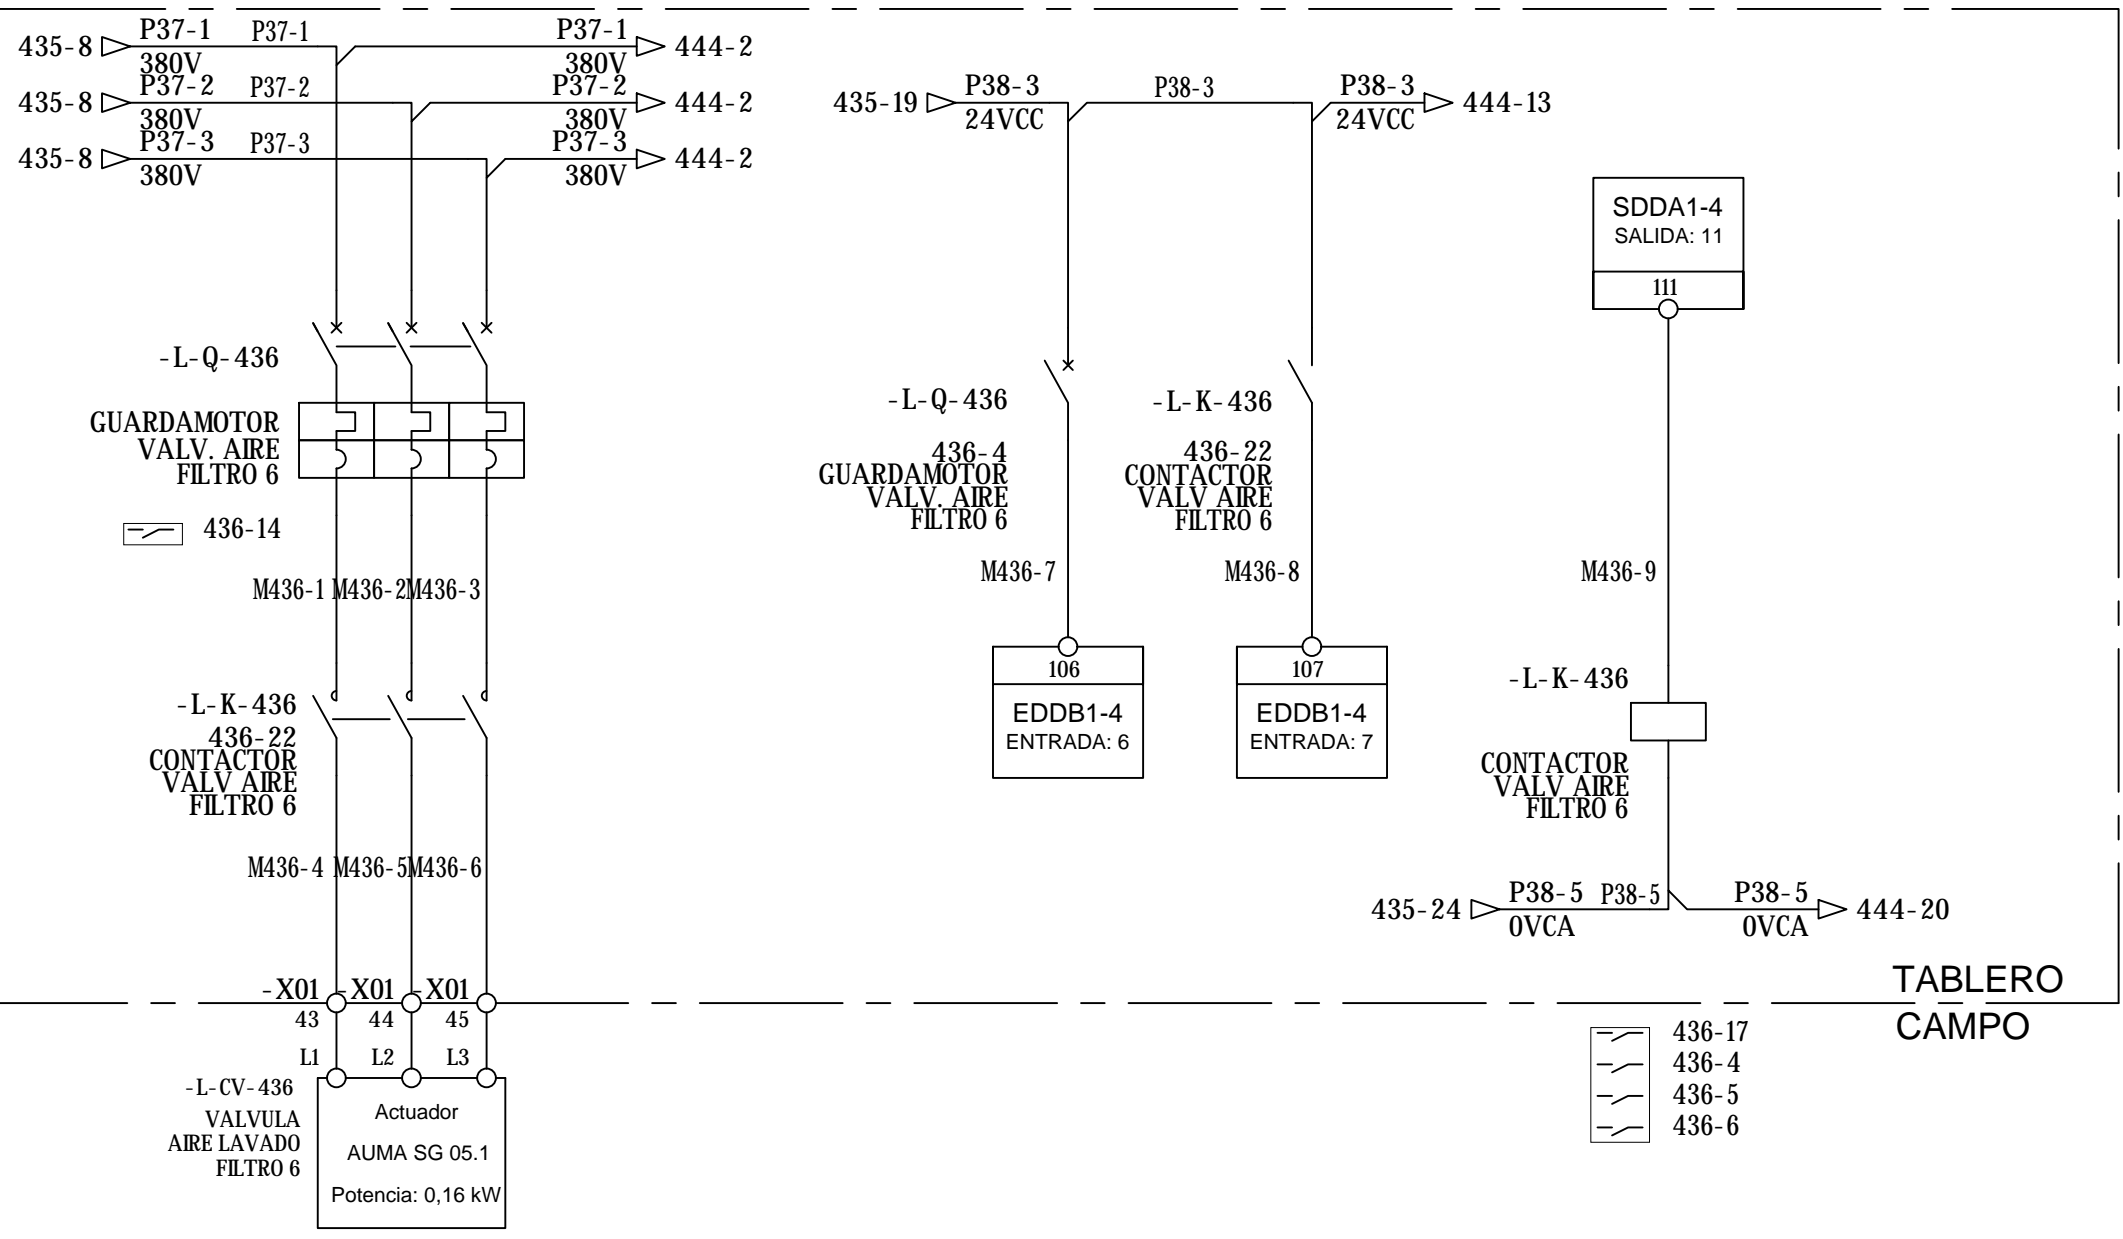 435-8
P37-1
P37-1
380V
P37-1
380V
444-2
435-8
P37-2
P37-2
380V
P37-2
380V
444-2
435-8
P37-3
P37-3
380V
P37-3
380V
444-2
-L-Q-436
GUARDAMOTOR
VALV. AIRE
FILTRO 6
436-14
M436-1
M436-2
M436-3
-L-K-436
436-22
CONTACTOR
VALV AIRE
FILTRO 6
M436-4
M436-5
M436-6
-X01
-X01
-X01
43
44
45
L1
L2
L3
-L-CV-436
VALVULA
AIRE LAVADO
FILTRO 6
Actuador
AUMA SG 05.1
Potencia: 0,16 kW
435-19
P38-3
24VCC
P38-3
P38-3
24VCC
444-13
-L-Q-436
436-4
GUARDAMOTOR
VALV. AIRE
FILTRO 6
M436-7
106
EDDB1-4
ENTRADA: 6
-L-K-436
436-22
CONTACTOR
VALV AIRE
FILTRO 6
M436-8
107
EDDB1-4
ENTRADA: 7
SDDA1-4
SALIDA: 11
111
M436-9
-L-K-436
CONTACTOR
VALV AIRE
FILTRO 6
435-24
P38-5
0VCA
P38-5
P38-5
0VCA
444-20
TABLERO
CAMPO
436-17
436-4
436-5
436-6